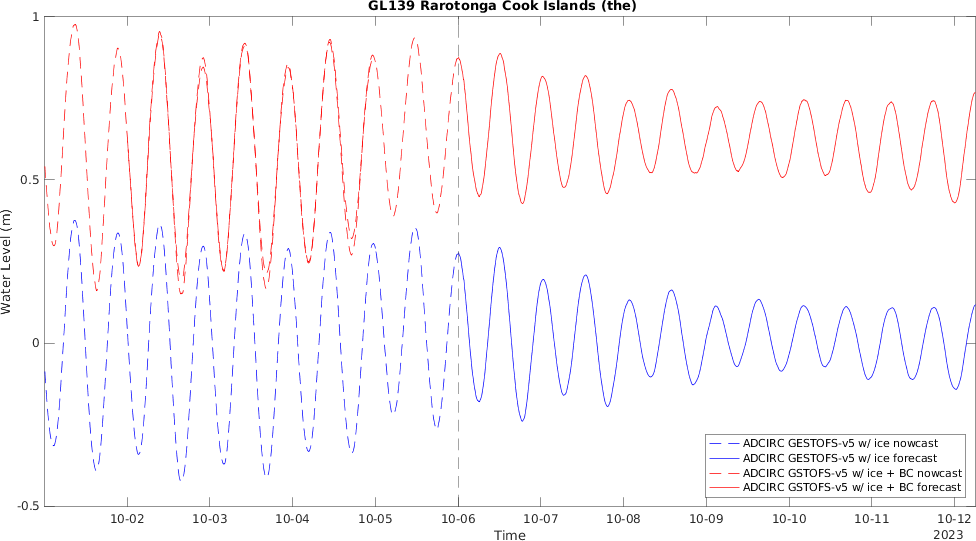 GL139 Rarotonga Cook Islands (the)
1
0.5
0
-0.5
Water Level (m)
ADCIRC GESTOFS-v5 w/ ice nowcast
ADCIRC GESTOFS-v5 w/ ice forecast
ADCIRC GSTOFS-v5 w/ ice + BC nowcast
ADCIRC GSTOFS-v5 w/ ice + BC forecast
10-02 10-03 10-04 10-05 10-06 10-07 10-08 10-09 10-10 10-11 10-12
2023
Time